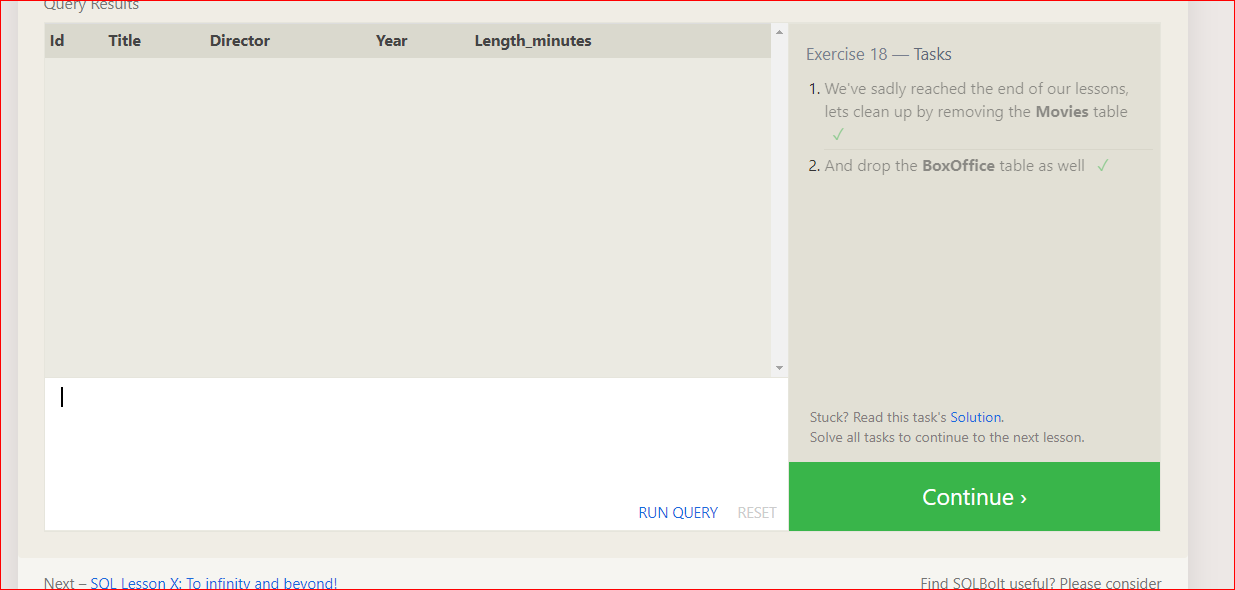 Query Results
Id Title Director Year Length_minutes
Exercise 18 — Tasks
1. We've sadly reached the end of our lessons,
lets clean up by removing the Movies table
✓
2. And drop the BoxOffice table as well ✓
Stuck? Read this task's Solution.
Solve all tasks to continue to the next lesson.
RUN QUERY RESET
Continue ›
Next – SQL Lesson X: To infinity and beyond!
Find SQLBolt useful? Please consider